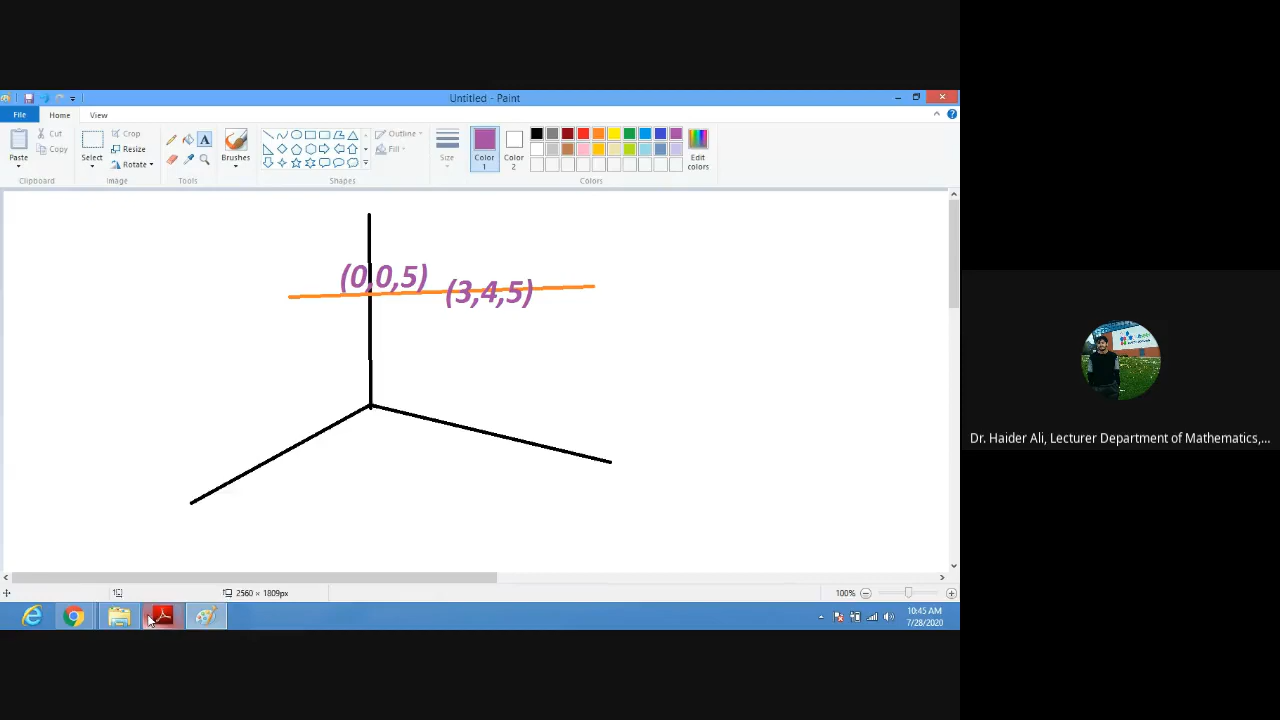 Untitled - Paint
File Home View
Cut
Copy
Paste
Clipboard
Select
Crop
Resize
Rotate
Image
Tools
Brushes
Outline
Fill
Shapes
Size
Color 1
Color 2
Edit colors
Colors
(0,0,5)
(3,4,5)
2560 × 1809px
100%
10:45 AM
7/28/2020
Dr. Haider Ali, Lecturer Department of Mathematics,...